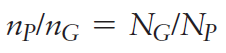 nP/nG = NG/NP